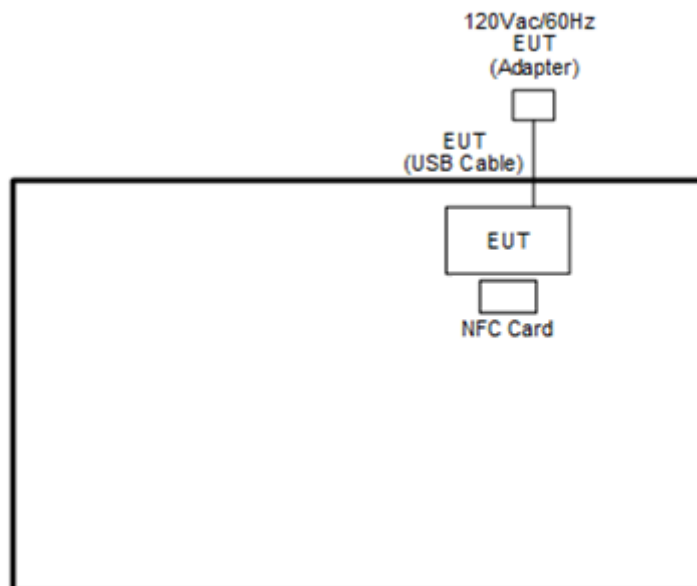 120Vac/60Hz
EUT
(Adapter)
EUT
(USB Cable)
EUT
NFC Card